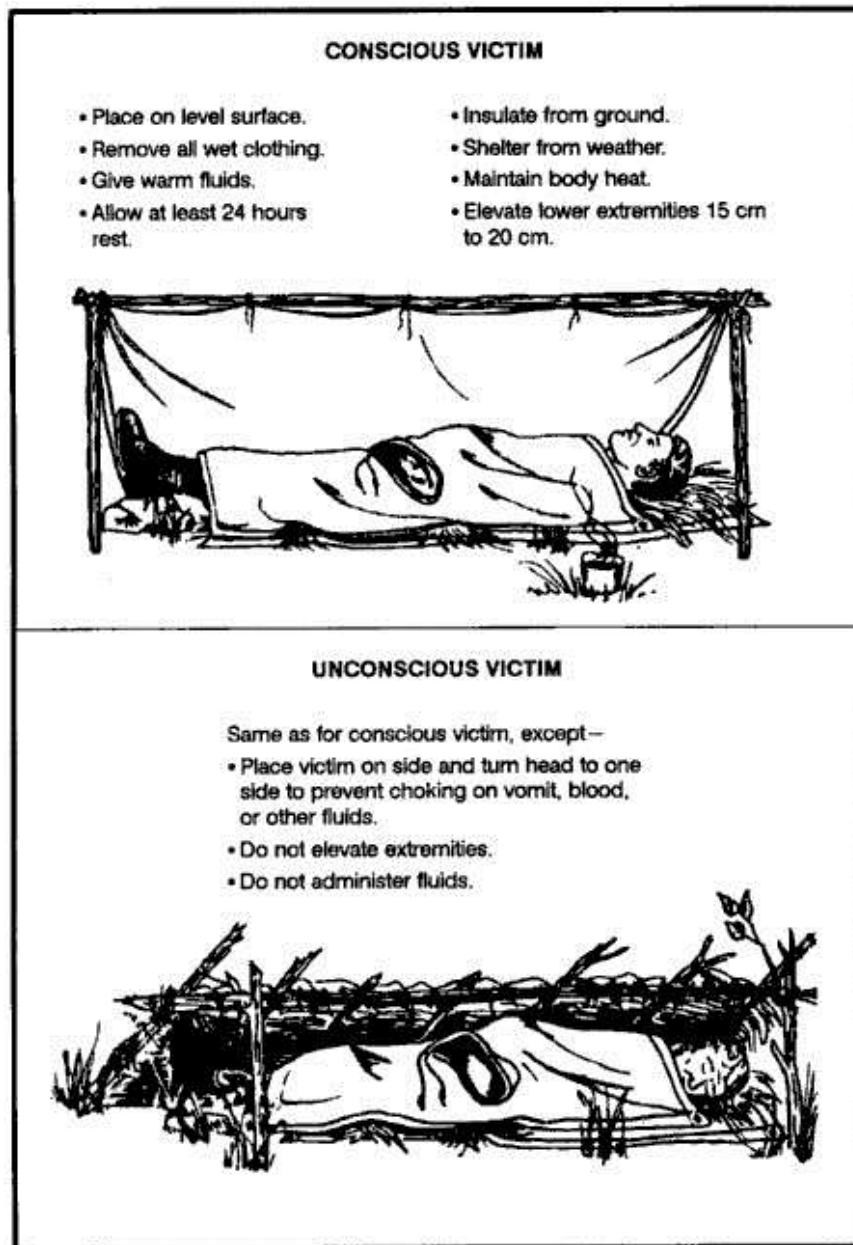 CONSCIOUS VICTIM
• Place on level surface.
• Remove all wet clothing.
• Give warm fluids.
• Allow at least 24 hours
rest.
• Insulate from ground.
• Shelter from weather.
• Maintain body heat.
• Elevate lower extremities 15 cm
to 20 cm.
UNCONSCIOUS VICTIM
Same as for conscious victim, except—
• Place victim on side and turn head to one
side to prevent choking on vomit, blood,
or other fluids.
• Do not elevate extremities.
• Do not administer fluids.